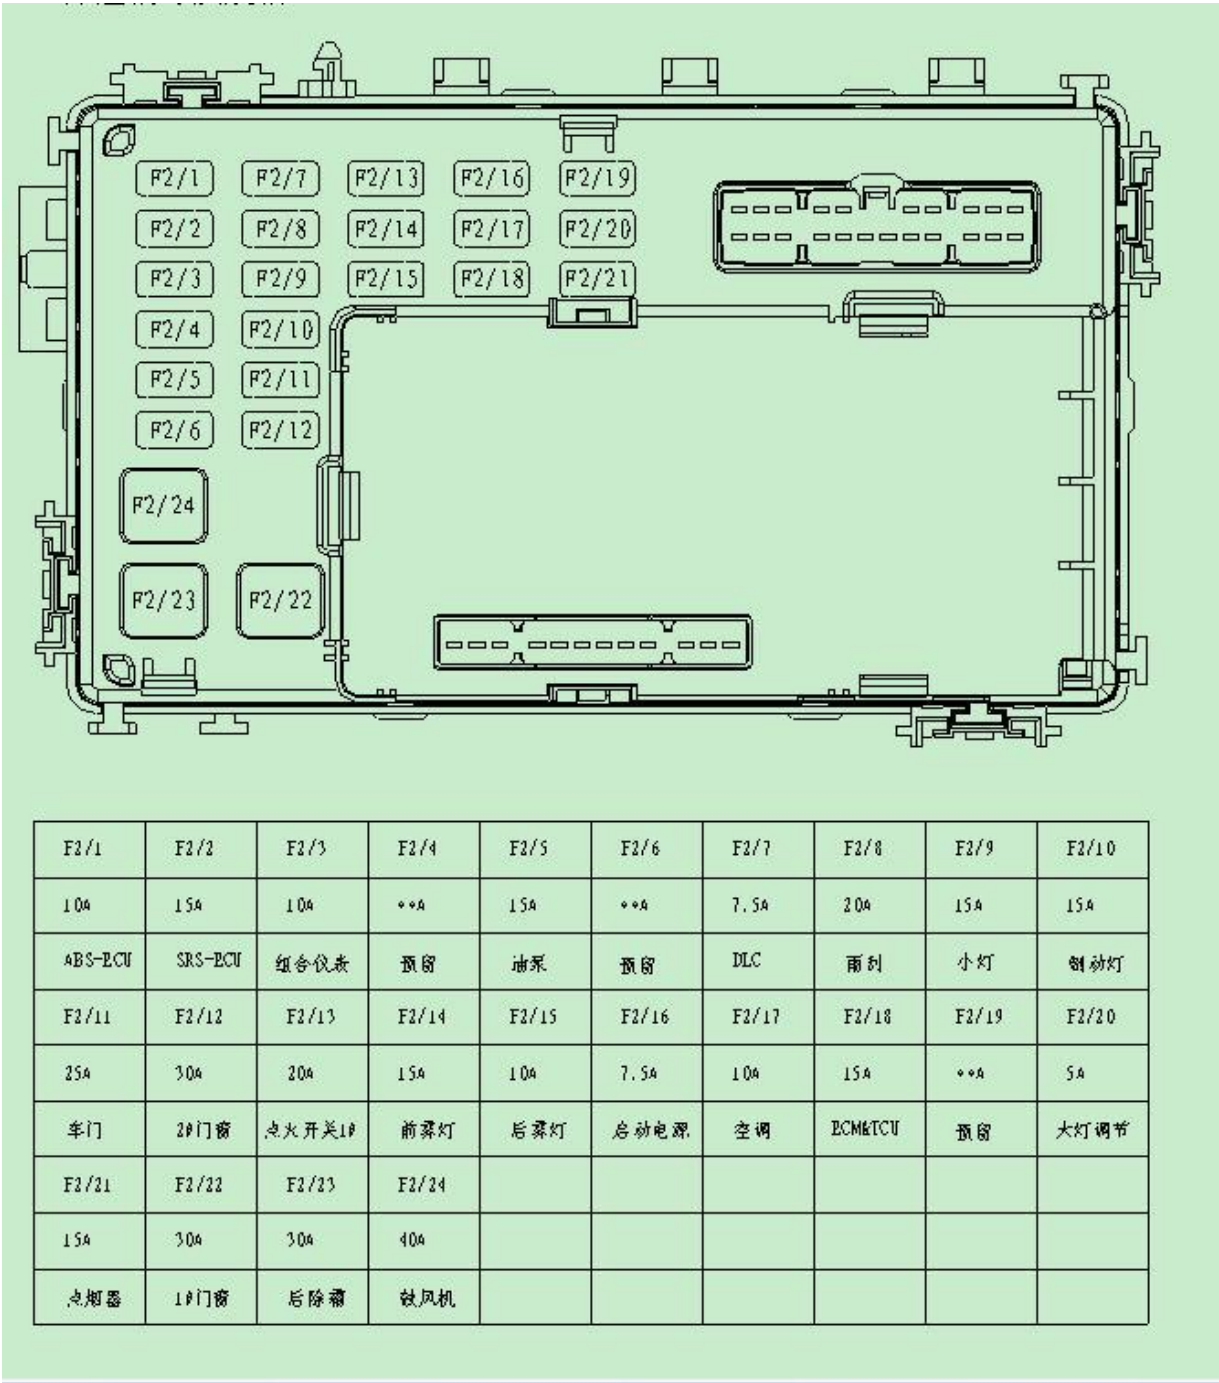 F2/1 F2/7 F2/13 F2/16 F2/19
F2/2 F2/8 F2/14 F2/17 F2/20
F2/3 F2/9 F2/15 F2/18 F2/21
F2/4 F2/10
F2/5 F2/11
F2/6 F2/12
F2/24
F2/23 F2/22
F2/1 F2/2 F2/3 F2/4 F2/5 F2/6 F2/7 F2/8 F2/9 F2/10
10A 15A 10A **A 15A **A 7.5A 20A 15A 15A
ABS-ECU SRS-ECU 组合仪表 预留 油泵 预留 DLC 雨刮 小灯 制动灯
F2/11 F2/12 F2/13 F2/14 F2/15 F2/16 F2/17 F2/18 F2/19 F2/20
25A 30A 20A 15A 10A 7.5A 10A 15A **A 5A
车门 2#门窗 点火开关1# 前雾灯 后雾灯 启动电源 空调 ECM&TCU 预留 大灯调节
F2/21 F2/22 F2/23 F2/24
15A 30A 30A 40A
点烟器 1#门窗 后除霜 鼓风机